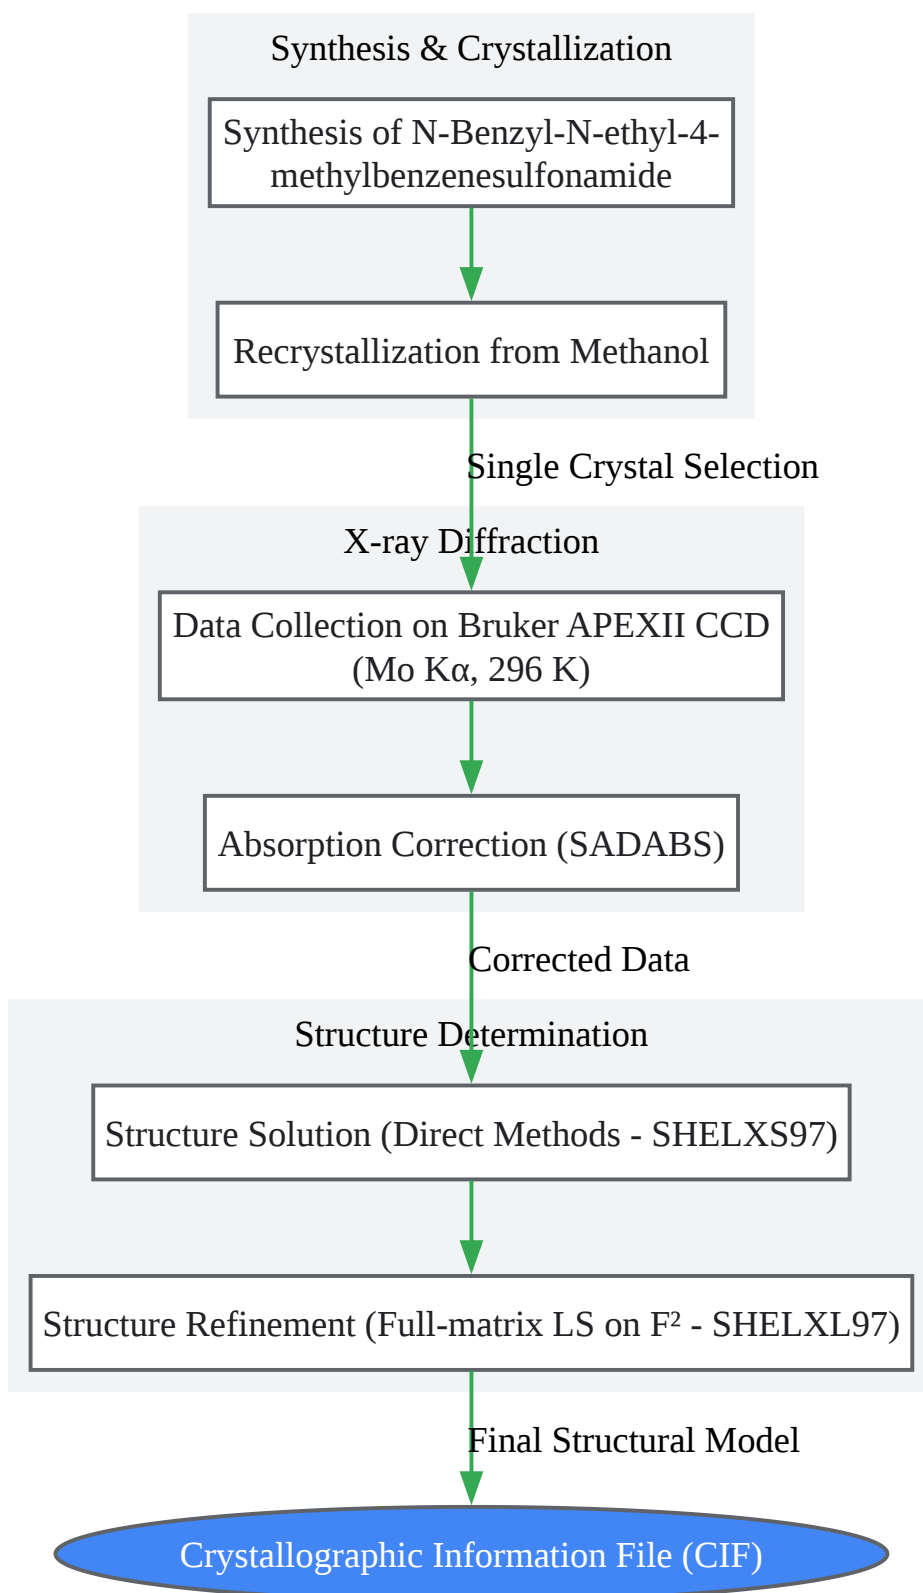 Synthesis & Crystallization
Synthesis of N-Benzyl-N-ethyl-4-
methylbenzenesulfonamide
Recrystallization from Methanol
Single Crystal Selection
X-ray Diffraction
Data Collection on Bruker APEXII CCD
(Mo Kα, 296 K)
Absorption Correction (SADABS)
Corrected Data
Structure Determination
Structure Solution (Direct Methods - SHELXS97)
Structure Refinement (Full-matrix LS on F² - SHELXL97)
Final Structural Model
Crystallographic Information File (CIF)